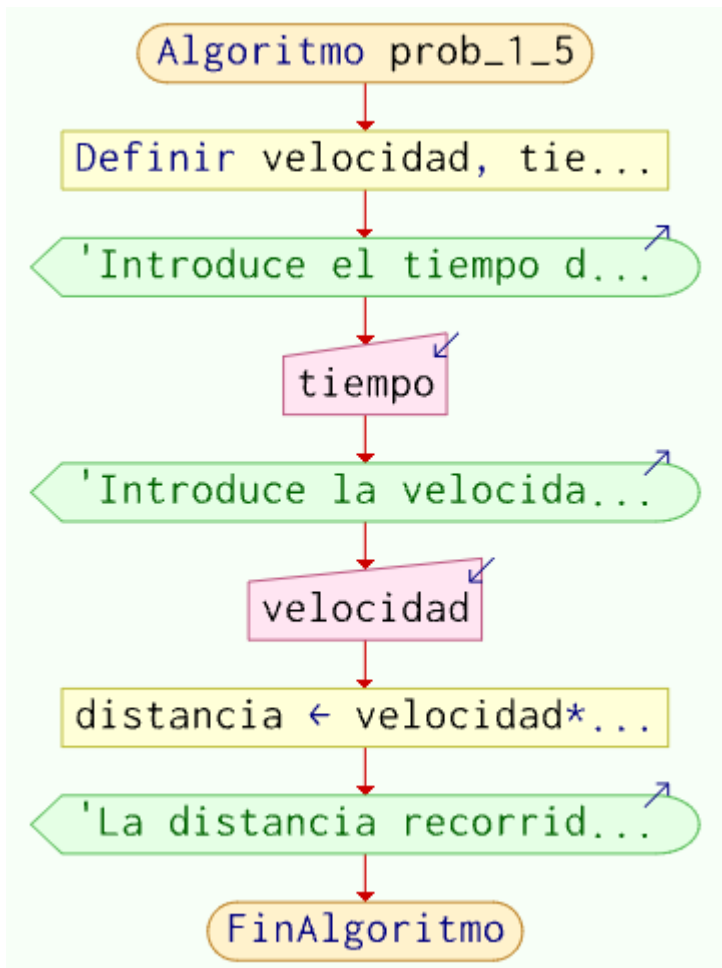 Algoritmo prob_1_5
Definir velocidad, tie...
'Introduce el tiempo d...
tiempo
'Introduce la velocida...
velocidad
distancia ← velocidad*...
'La distancia recorrid...
FinAlgoritmo